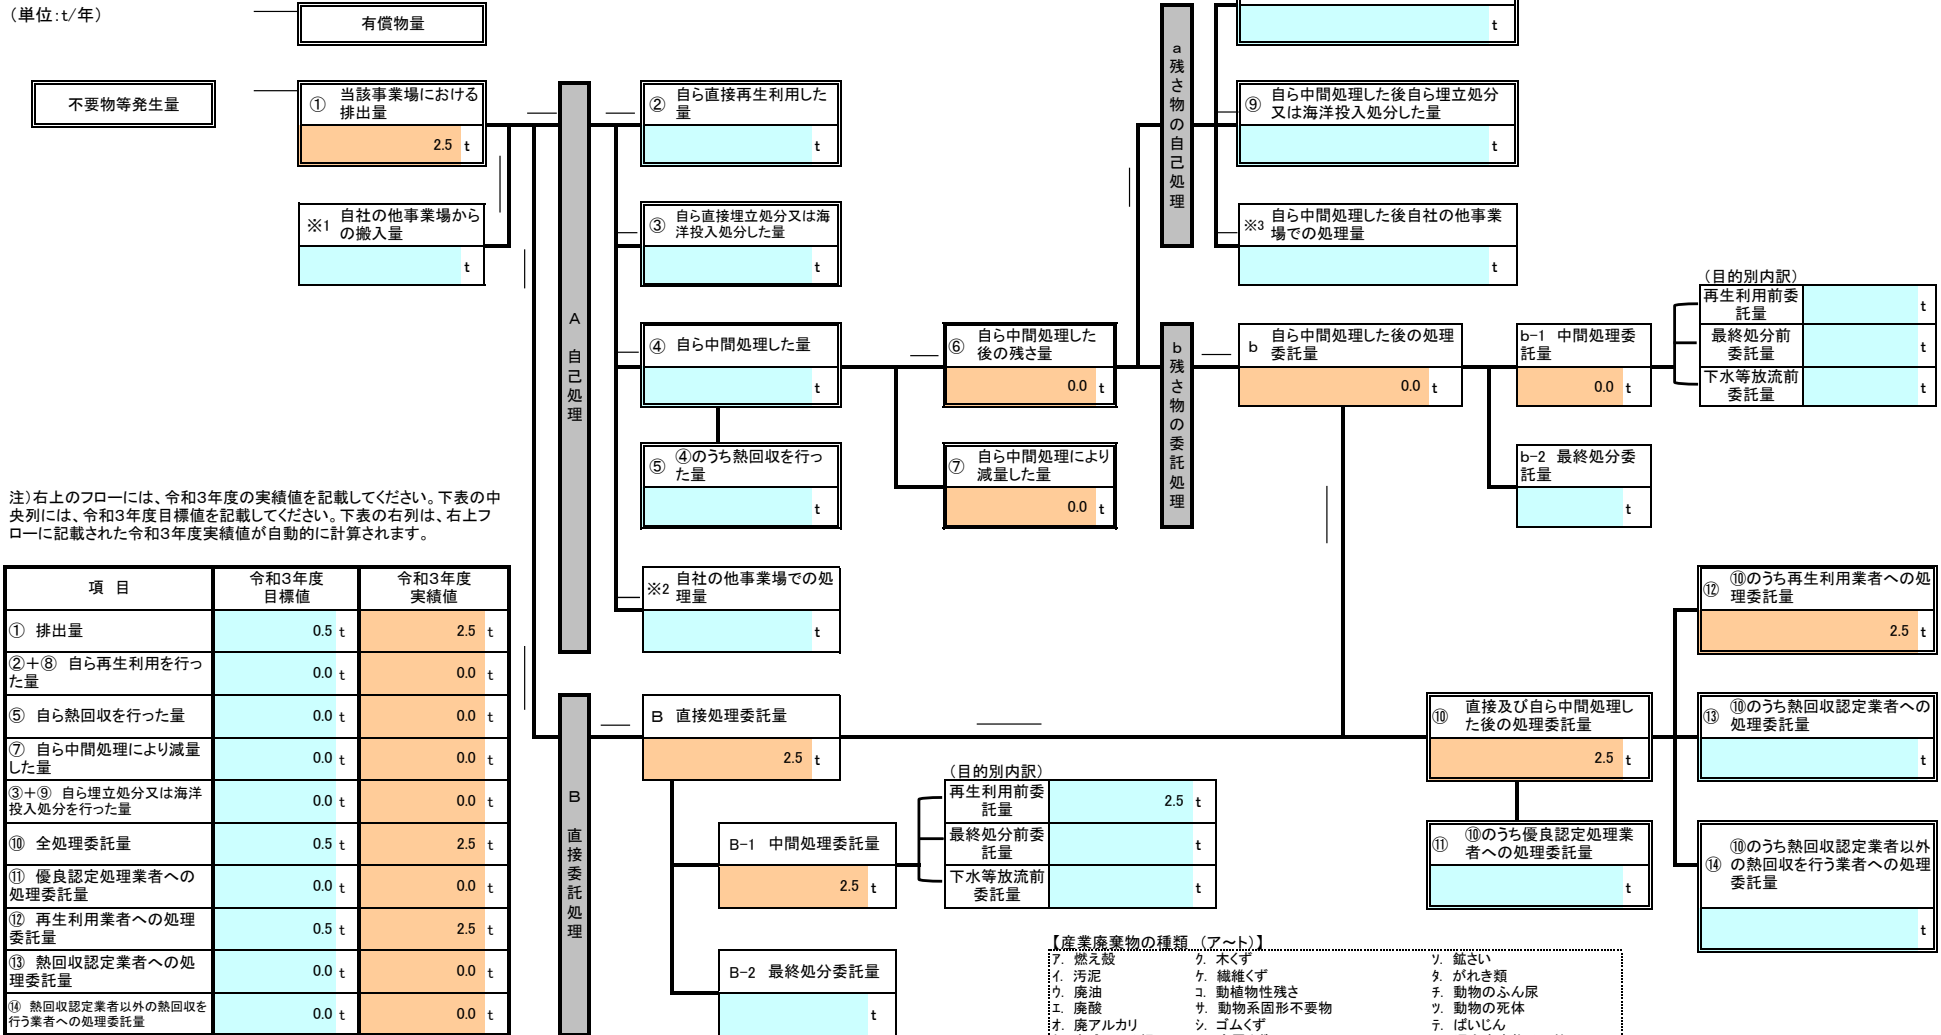 (単位:t/年)
有償物量
t
不要物等発生量
① 当該事業場における
排出量
2.5 t
※1 自社の他事業場から
の搬入量
t
A
自己処理
② 自ら直接再生利用した
量
t
③ 自ら直接埋立処分又は海
洋投入処分した量
t
④ 自ら中間処理した量
t
⑤ ④のうち熱回収を行っ
た量
t
※2 自社の他事業場での処
理量
t
⑥ 自ら中間処理した
後の残さ量
0.0 t
⑦ 自ら中間処理により
減量した量
0.0 t
a
残さ物の自己処理
⑨ 自ら中間処理した後自ら埋立処分
又は海洋投入処分した量
t
※3 自ら中間処理した後自社の他事業
場での処理量
t
b
残さ物の委託処理
b 自ら中間処理した後の処理
委託量
0.0 t
b-1 中間処理委
託量
0.0 t
b-2 最終処分委
託量
t
(目的別内訳)
再生利用前委
託量
t
最終処分前
委託量
t
下水等放流前
委託量
t
注)右上のフローには、令和3年度の実績値を記載してください。下表の中
央列には、令和3年度目標値を記載してください。下表の右列は、右上フ
ローに記載された令和3年度実績値が自動的に計算されます。
項 目
令和3年度
目標値
令和3年度
実績値
① 排出量 0.5 t 2.5 t
②+⑧ 自ら再生利用を行っ
た量
0.0 t 0.0 t
⑤ 自ら熱回収を行った量 0.0 t 0.0 t
⑦ 自ら中間処理により減量
した量
0.0 t 0.0 t
③+⑨ 自ら埋立処分又は海洋
投入処分を行った量
0.0 t 0.0 t
⑩ 全処理委託量 0.5 t 2.5 t
⑪ 優良認定処理業者への
処理委託量
0.0 t 0.0 t
⑫ 再生利用業者への処理
委託量
0.5 t 2.5 t
⑬ 熱回収認定業者への処
理委託量
0.0 t 0.0 t
⑭ 熱回収認定業者以外の熱回収を
行う業者への処理委託量
0.0 t 0.0 t
B
直接委託処理
B 直接処理委託量
2.5 t
B-1 中間処理委託量
2.5 t
B-2 最終処分委託量
t
(目的別内訳)
再生利用前委
託量
2.5 t
最終処分前委
託量
t
下水等放流前
委託量
t
⑩ 直接及び自ら中間処理し
た後の処理委託量
2.5 t
⑪ ⑩のうち優良認定処理業
者への処理委託量
t
⑫ ⑩のうち再生利用業者への処
理委託量
2.5 t
⑬ ⑩のうち熱回収認定業者への
処理委託量
t
⑭ ⑩のうち熱回収認定業者以外
の熱回収を行う業者への処理
委託量
t
【産業廃棄物の種類 (ア~ト)】
ア. 燃え殻 ク. 木くず ソ. 鉱さい
イ. 汚泥 ケ. 繊維くず タ. がれき類
ウ. 廃油 コ. 動植物性残さ チ. 動物のふん尿
エ. 廃酸 サ. 動物系固形不要物 ツ. 動物の死体
オ. 廃アルカリ シ. ゴムくず テ. ばいじん